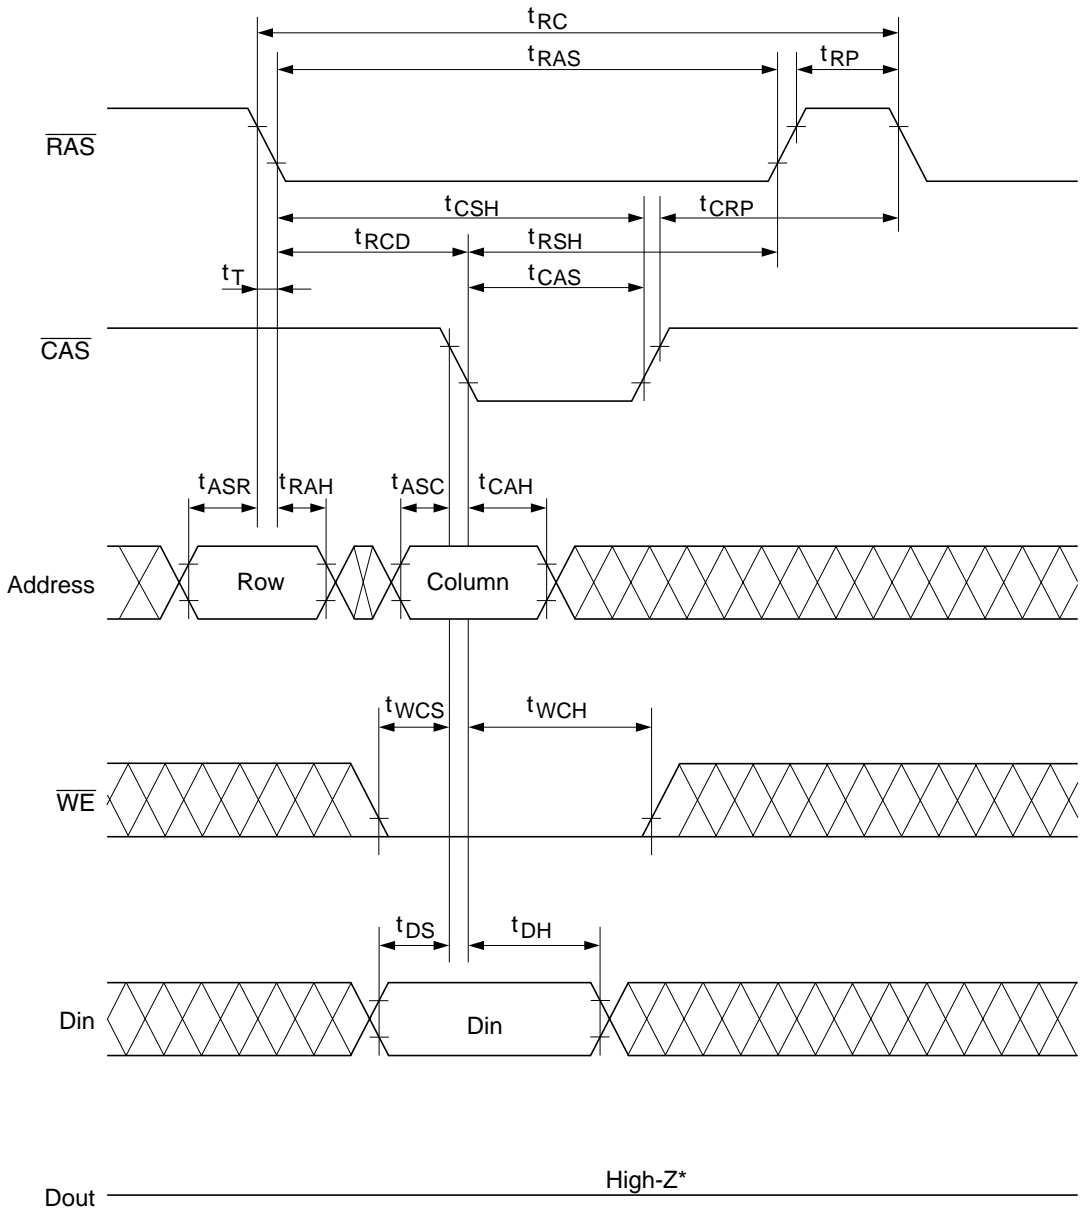 tRC
tRAS
tRP
RAS
tCSH
tCRP
tRCD
tRSH
tT
tCAS
CAS
tASR
tRAH
tASC
tCAH
Address
Row
Column
tWCS
tWCH
WE
tDS
tDH
Din
Din
High-Z*
Dout